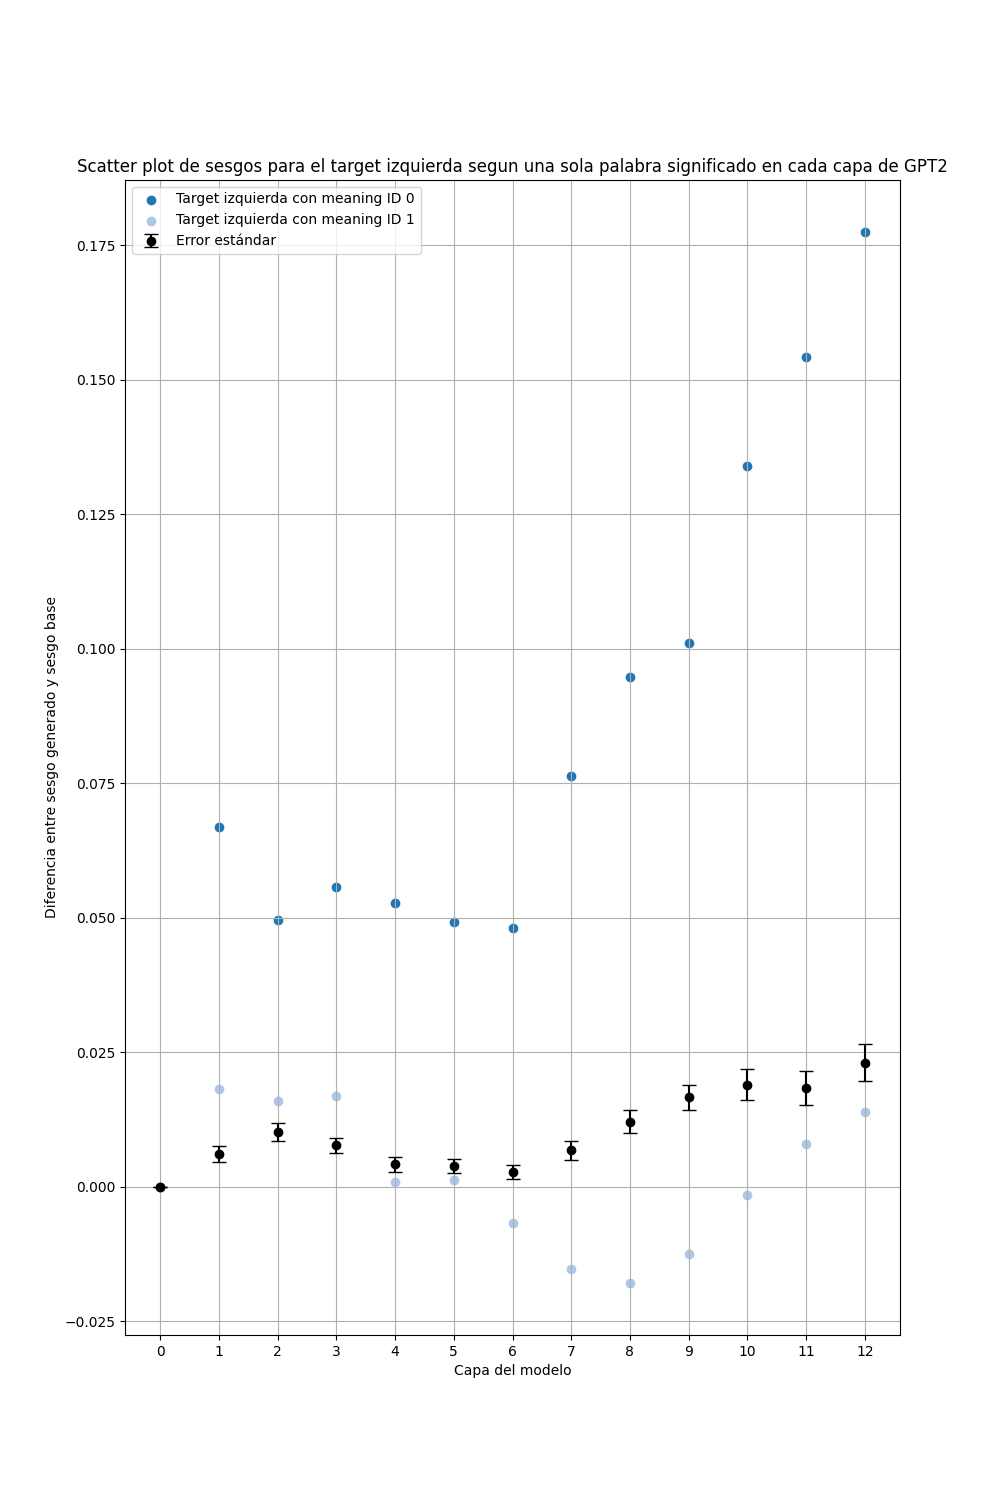 Scatter plot de sesgos para el target izquierda segun una sola palabra significado en cada capa de GPT2
Target izquierda con meaning ID 0
Target izquierda con meaning ID 1
Error estándar
0.175
0.150
0.125
0.100
0.075
0.050
0.025
0.000
−0.025
Diferencia entre sesgo generado y sesgo base
0 1 2 3 4 5 6 7 8 9 10 11 12
Capa del modelo